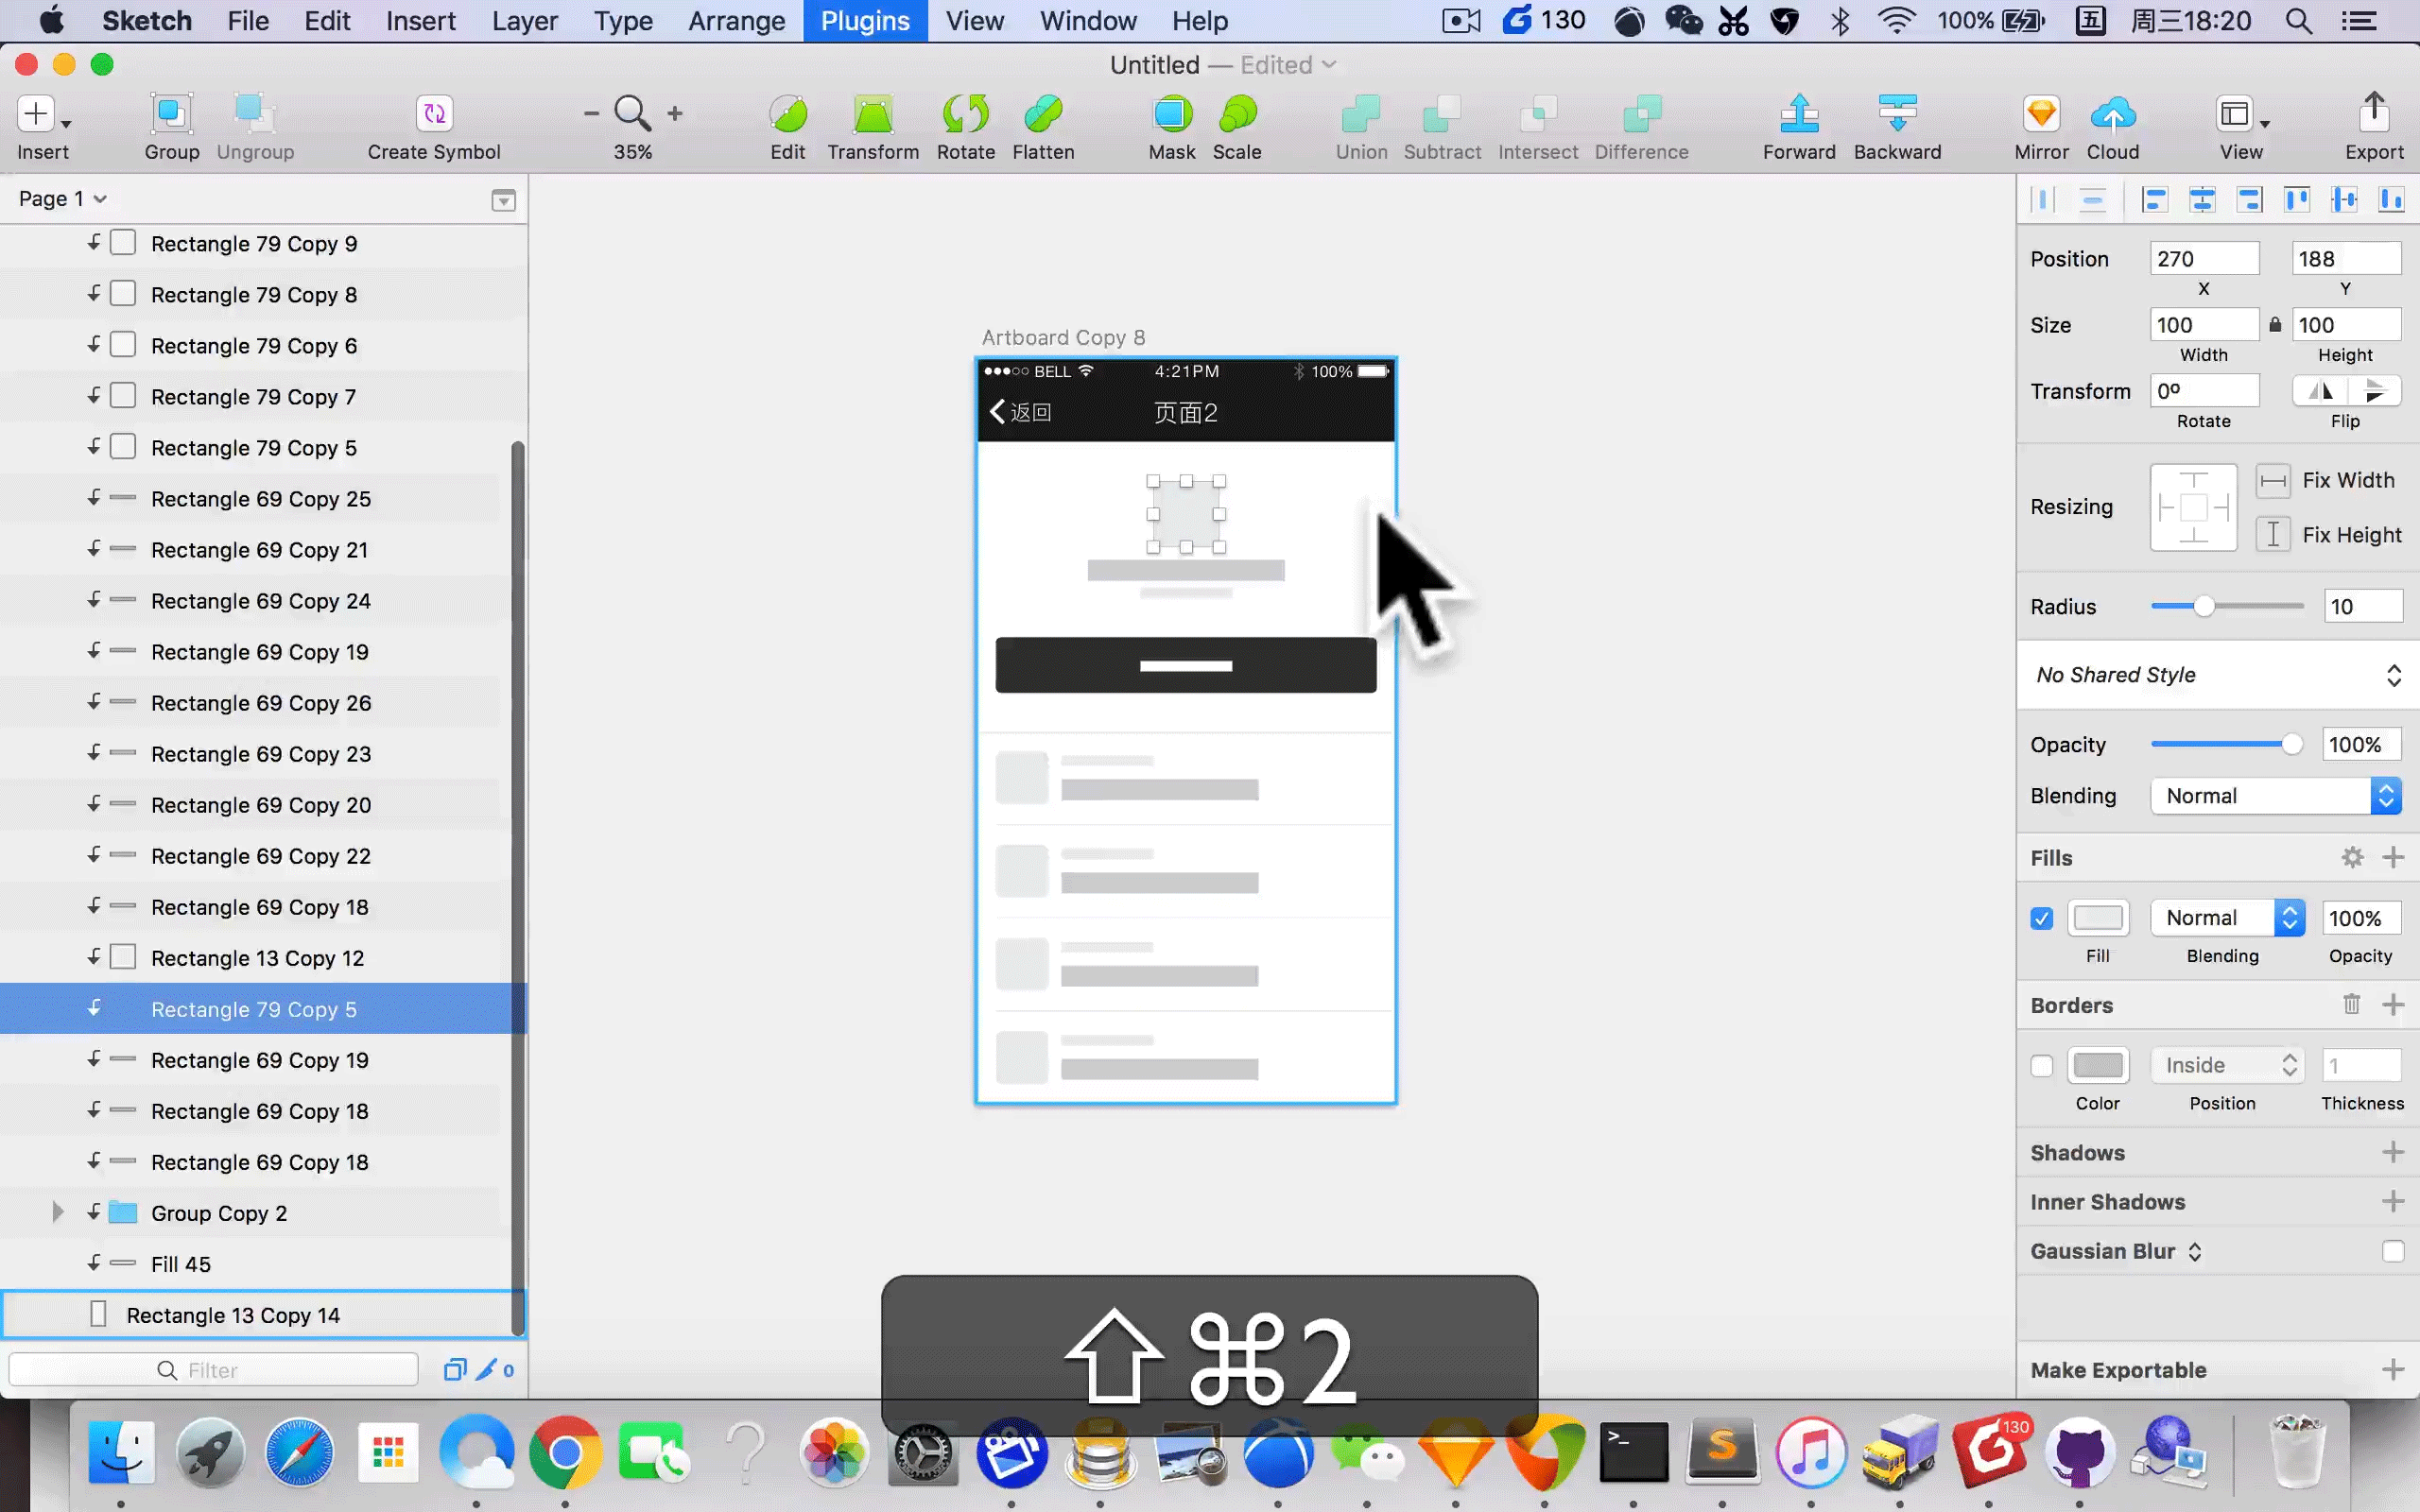 Sketch File Edit Insert Layer Type Arrange Plugins View Window Help 130 100% 五 周三18:20
Untitled — Edited
Insert Group Ungroup Create Symbol 35% Edit Transform Rotate Flatten Mask Scale Union Subtract Intersect Difference Forward Backward Mirror Cloud View Export
Page 1
Rectangle 79 Copy 9
Rectangle 79 Copy 8
Rectangle 79 Copy 6
Rectangle 79 Copy 7
Rectangle 79 Copy 5
Rectangle 69 Copy 25
Rectangle 69 Copy 21
Rectangle 69 Copy 24
Rectangle 69 Copy 19
Rectangle 69 Copy 26
Rectangle 69 Copy 23
Rectangle 69 Copy 20
Rectangle 69 Copy 22
Rectangle 69 Copy 18
Rectangle 13 Copy 12
Rectangle 79 Copy 5
Rectangle 69 Copy 19
Rectangle 69 Copy 18
Rectangle 69 Copy 18
Group Copy 2
Fill 45
Rectangle 13 Copy 14
Filter 0
Artboard Copy 8
BELL 4:21PM 100%
返回 页面2
⇧⌘2
Position 270 188
X Y
Size 100 100
Width Height
Transform 0º
Rotate Flip
Resizing Fix Width
Fix Height
Radius 10
No Shared Style
Opacity 100%
Blending Normal
Fills
Normal 100%
Fill Blending Opacity
Borders
Inside 1
Color Position Thickness
Shadows
Inner Shadows
Gaussian Blur
Make Exportable
>_ S 130